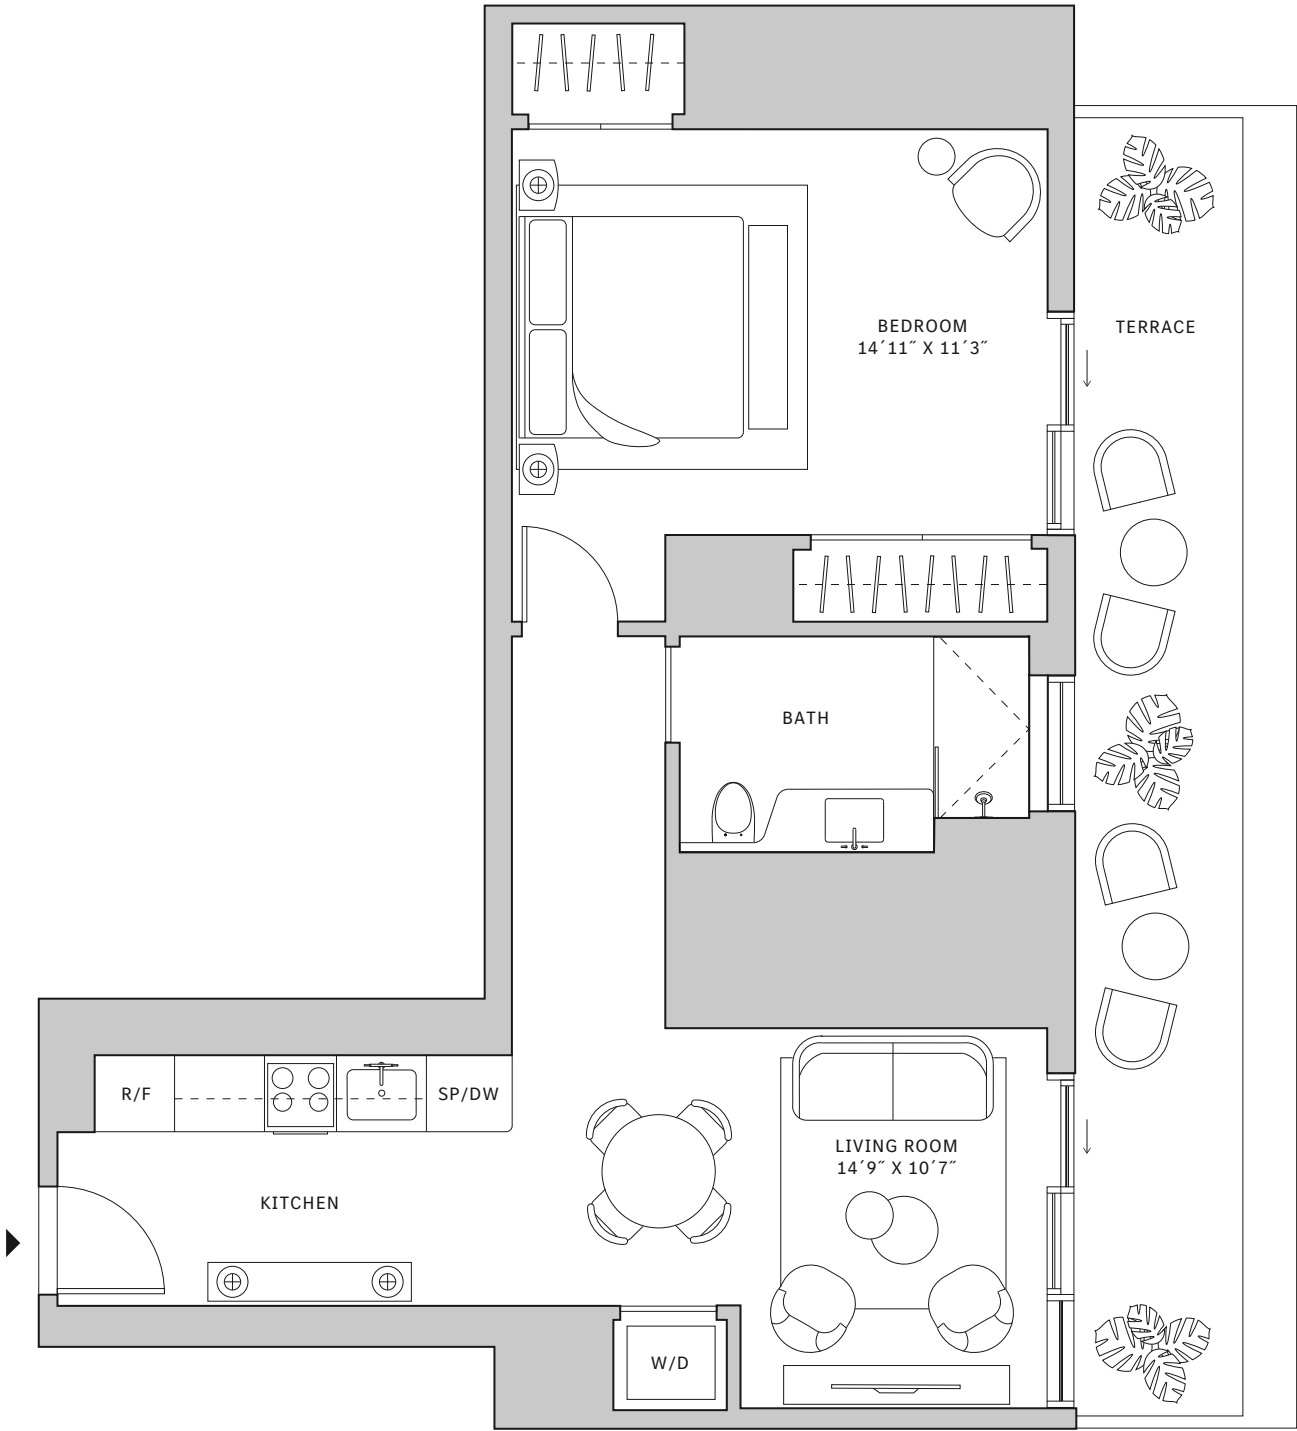 BEDROOM
14´11˝ X 11´3˝
TERRACE
BATH
R/F
SP/DW
LIVING ROOM
14´9˝ X 10´7˝
KITCHEN
W/D